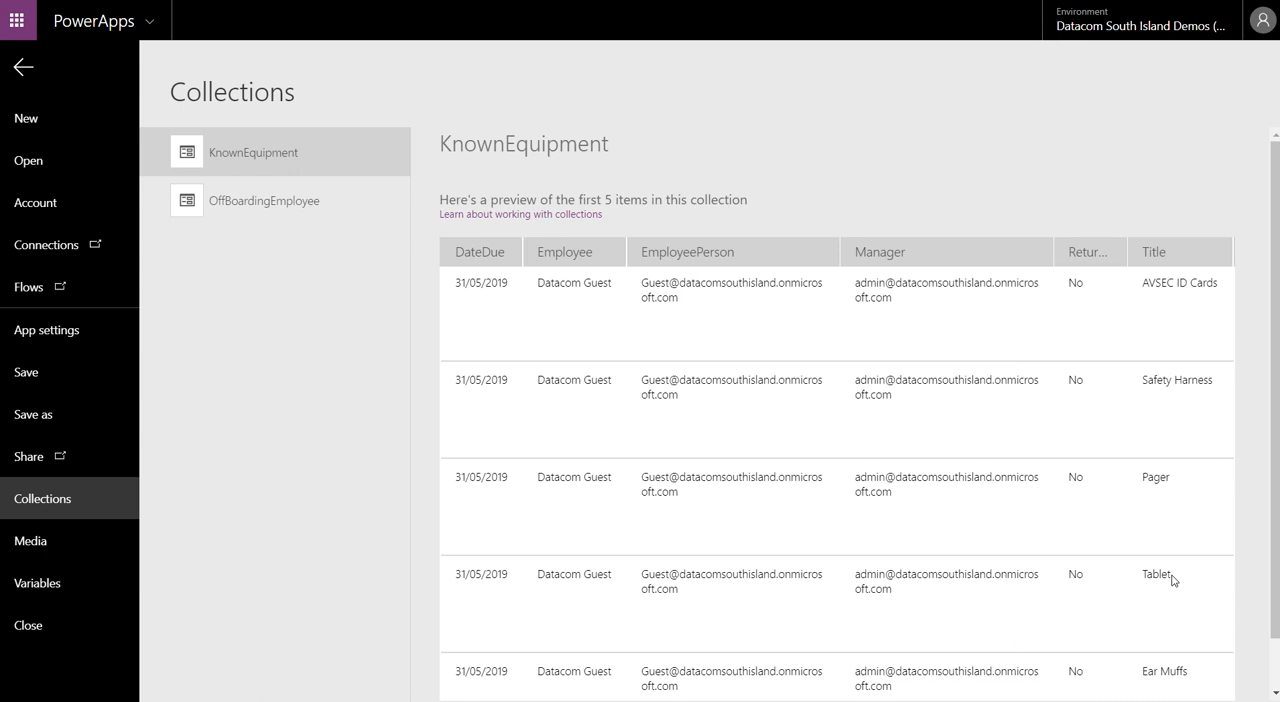 PowerApps
Environment
Datacom South Island Demos (...
New
Open
Account
Connections
Flows
App settings
Save
Save as
Share
Collections
Media
Variables
Close
Collections
KnownEquipment
OffBoardingEmployee
KnownEquipment
Here's a preview of the first 5 items in this collection
Learn about working with collections
DateDue Employee EmployeePerson Manager Retur... Title
31/05/2019 Datacom Guest Guest@datacomsouthisland.onmicros admin@datacomsouthisland.onmicros No AVSEC ID Cards
oft.com oft.com
31/05/2019 Datacom Guest Guest@datacomsouthisland.onmicros admin@datacomsouthisland.onmicros No Safety Harness
oft.com oft.com
31/05/2019 Datacom Guest Guest@datacomsouthisland.onmicros admin@datacomsouthisland.onmicros No Pager
oft.com oft.com
31/05/2019 Datacom Guest Guest@datacomsouthisland.onmicros admin@datacomsouthisland.onmicros No Tablet
oft.com oft.com
31/05/2019 Datacom Guest Guest@datacomsouthisland.onmicros admin@datacomsouthisland.onmicros No Ear Muffs
oft.com oft.com